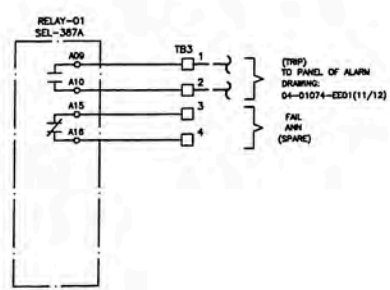 RELAY-01
SEL-387A
TB3
A09
1
(TRIP)
TO PANEL OF ALARM
DRAWING:
04-01074-EE01(11/12)
A10
2
A15
3
FAIL
ANN
(SPARE)
A16
4